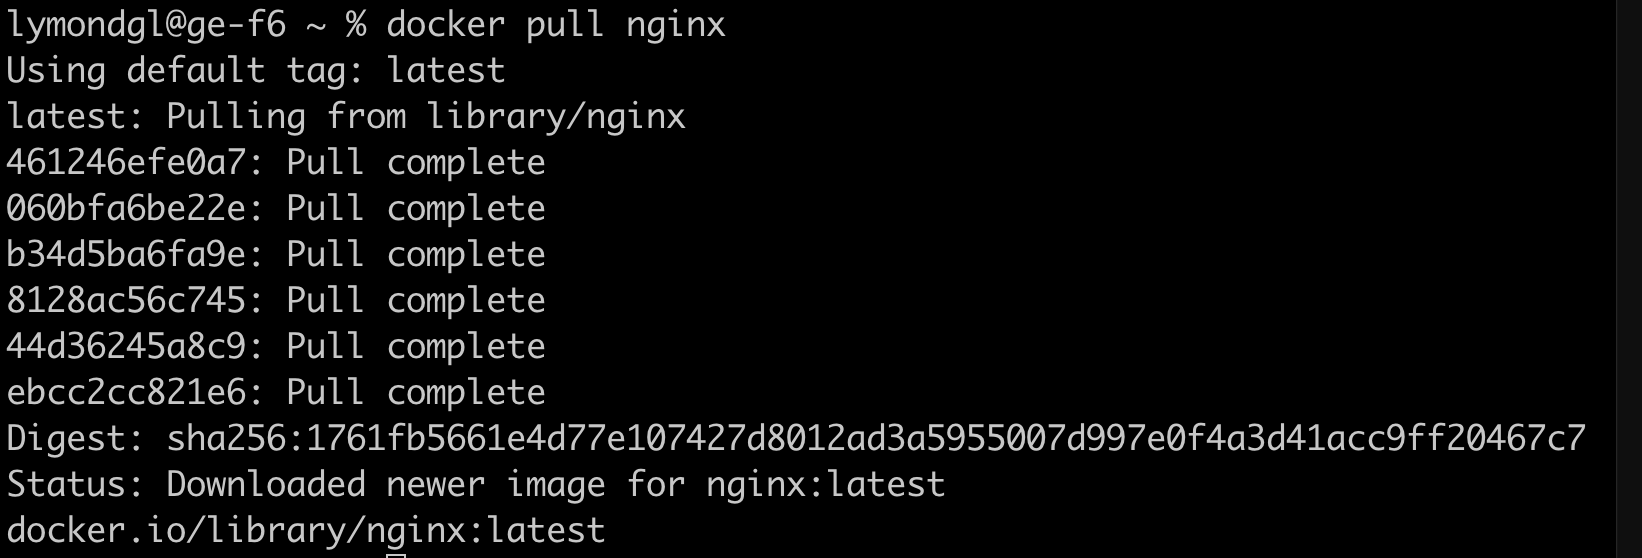 lymondgl@ge-f6 ~ % docker pull nginx
Using default tag: latest
latest: Pulling from library/nginx
461246efe0a7: Pull complete
060bfa6be22e: Pull complete
b34d5ba6fa9e: Pull complete
8128ac56c745: Pull complete
44d36245a8c9: Pull complete
ebcc2cc821e6: Pull complete
Digest: sha256:1761fb5661e4d77e107427d8012ad3a5955007d997e0f4a3d41acc9ff20467c7
Status: Downloaded newer image for nginx:latest
docker.io/library/nginx:latest